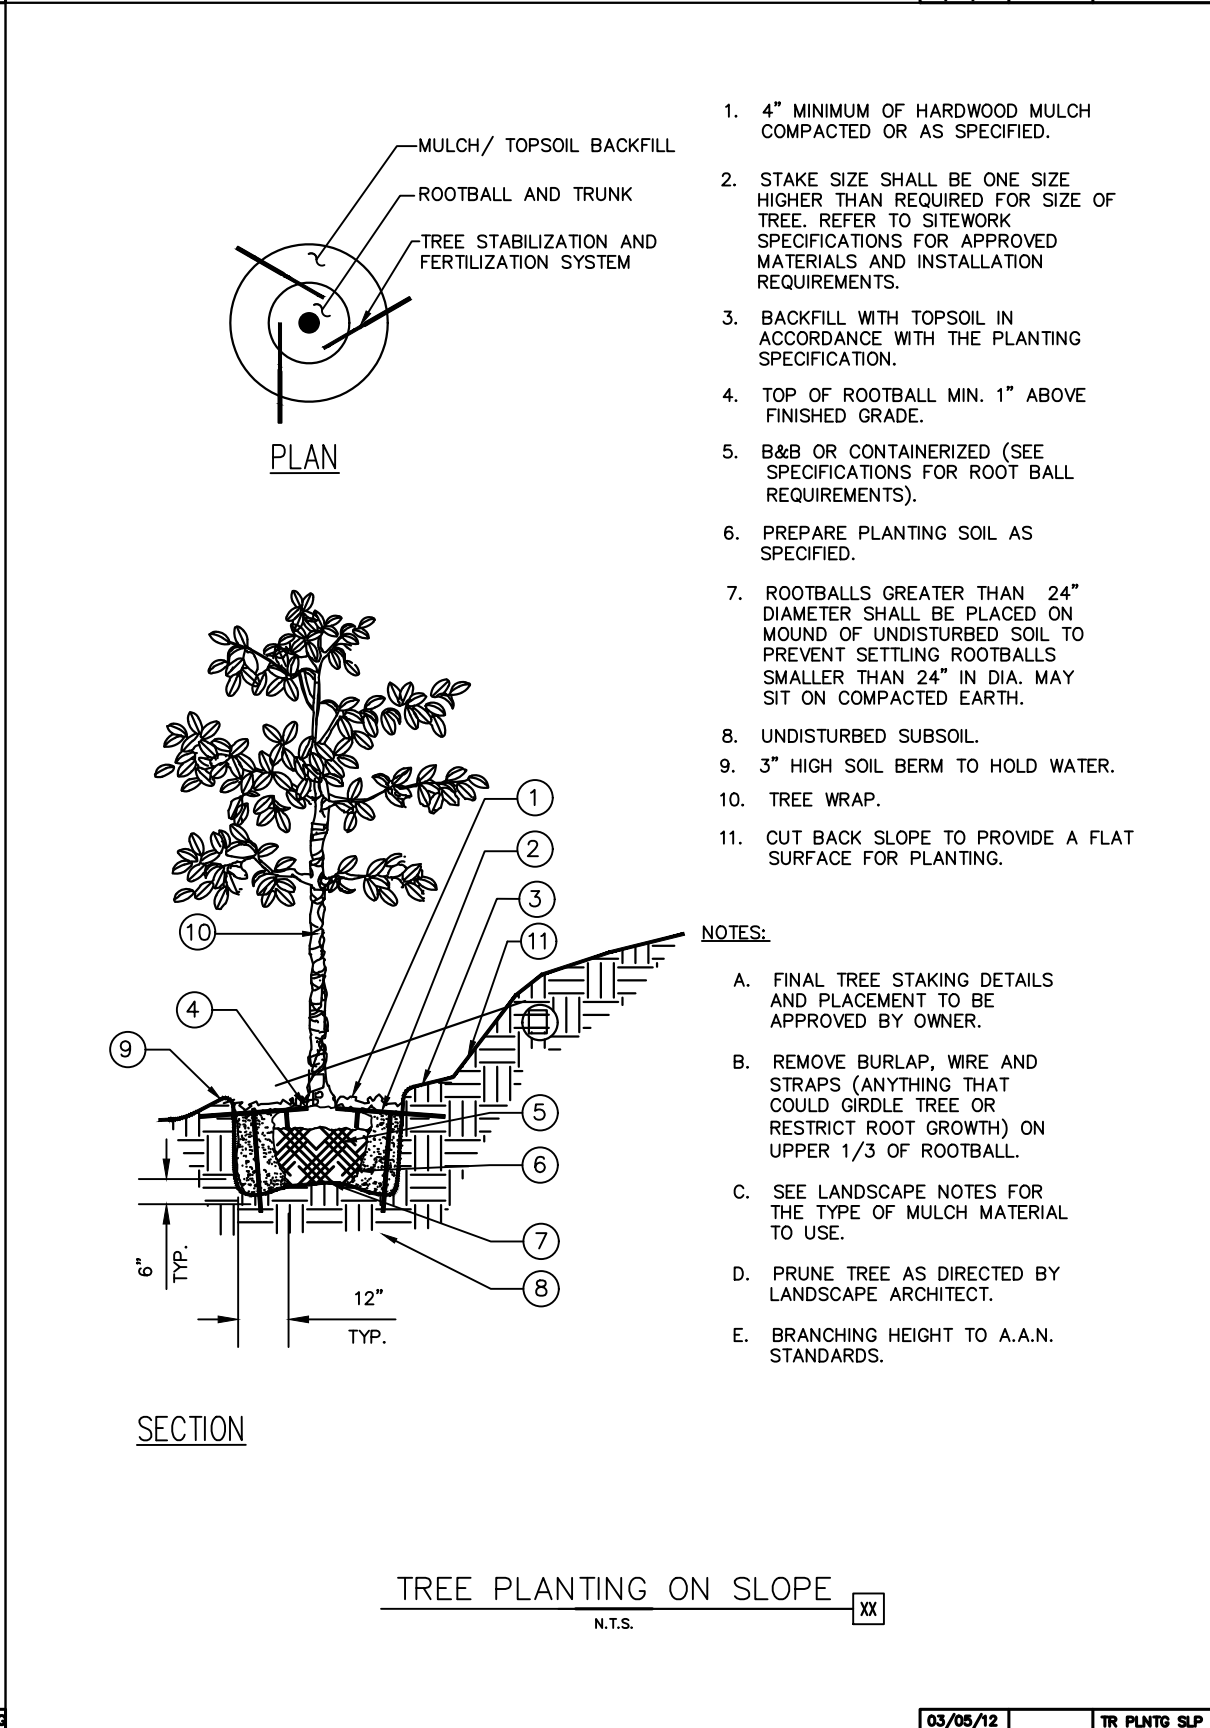 MULCH/ TOPSOIL BACKFILL
ROOTBALL AND TRUNK
TREE STABILIZATION AND
FERTILIZATION SYSTEM
PLAN
1. 4” MINIMUM OF HARDWOOD MULCH
COMPACTED OR AS SPECIFIED.
2. STAKE SIZE SHALL BE ONE SIZE
HIGHER THAN REQUIRED FOR SIZE OF
TREE. REFER TO SITEWORK
SPECIFICATIONS FOR APPROVED
MATERIALS AND INSTALLATION
REQUIREMENTS.
3. BACKFILL WITH TOPSOIL IN
ACCORDANCE WITH THE PLANTING
SPECIFICATION.
4. TOP OF ROOTBALL MIN. 1” ABOVE
FINISHED GRADE.
5. B&B OR CONTAINERIZED (SEE
SPECIFICATIONS FOR ROOT BALL
REQUIREMENTS).
6. PREPARE PLANTING SOIL AS
SPECIFIED.
7. ROOTBALLS GREATER THAN 24”
DIAMETER SHALL BE PLACED ON
MOUND OF UNDISTURBED SOIL TO
PREVENT SETTLING ROOTBALLS
SMALLER THAN 24” IN DIA. MAY
SIT ON COMPACTED EARTH.
8. UNDISTURBED SUBSOIL.
9. 3” HIGH SOIL BERM TO HOLD WATER.
10. TREE WRAP.
11. CUT BACK SLOPE TO PROVIDE A FLAT
SURFACE FOR PLANTING.
NOTES:
A. FINAL TREE STAKING DETAILS
AND PLACEMENT TO BE
APPROVED BY OWNER.
B. REMOVE BURLAP, WIRE AND
STRAPS (ANYTHING THAT
COULD GIRDLE TREE OR
RESTRICT ROOT GROWTH) ON
UPPER 1/3 OF ROOTBALL.
C. SEE LANDSCAPE NOTES FOR
THE TYPE OF MULCH MATERIAL
TO USE.
D. PRUNE TREE AS DIRECTED BY
LANDSCAPE ARCHITECT.
E. BRANCHING HEIGHT TO A.A.N.
STANDARDS.
1
2
3
10
11
4
9
5
6
7
8
6”
TYP.
12”
TYP.
SECTION
TREE PLANTING ON SLOPE
XX
N.T.S.
03/05/12
TR PLNTG SLP